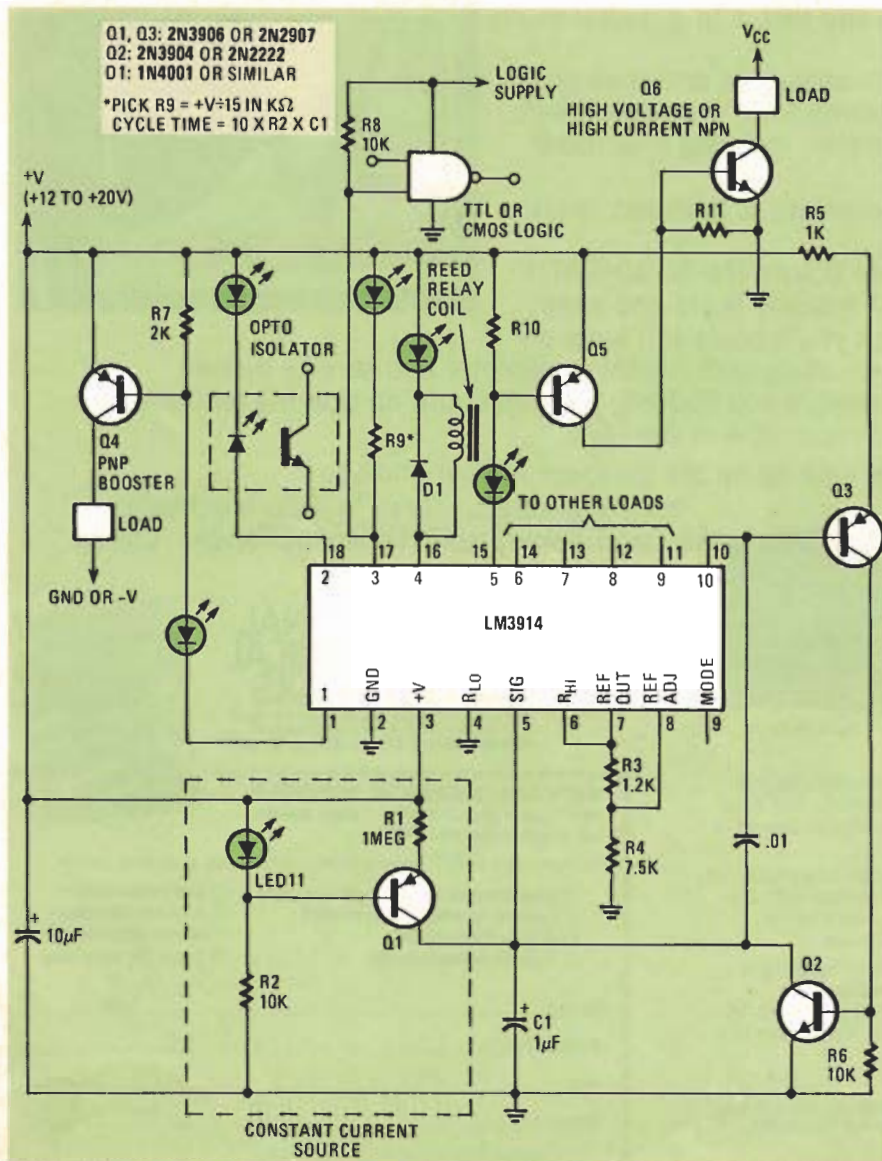 Q1, Q3: 2N3906 OR 2N2907
Q2: 2N3904 OR 2N2222
D1: 1N4001 OR SIMILAR
*PICK R9 = +V÷15 IN KΩ
CYCLE TIME = 10 X R2 X C1
+V
(+12 TO +20V)
R8
10K
LOGIC
SUPPLY
TTL OR
CMOS LOGIC
Q6
HIGH VOLTAGE OR
HIGH CURRENT NPN
VCC
LOAD
R11
R5
1K
R7
2K
OPTO
ISOLATOR
REED
RELAY
COIL
R10
Q5
Q4
PNP
BOOSTER
LOAD
GND OR -V
R9*
D1
TO OTHER LOADS
Q3
18 17 16 15 14 13 12 11 10
2 3 4 5 6 7 8 9 10
LM3914
1 GND +V RLO SIG RHI REF OUT REF ADJ MODE
1 2 3 4 5 6 7 8 9
R3
1.2K
R4
7.5K
.01
R1
1MEG
LED11
Q1
10µF
+
R2
10K
C1
1µF
+
Q2
R6
10K
CONSTANT CURRENT
SOURCE